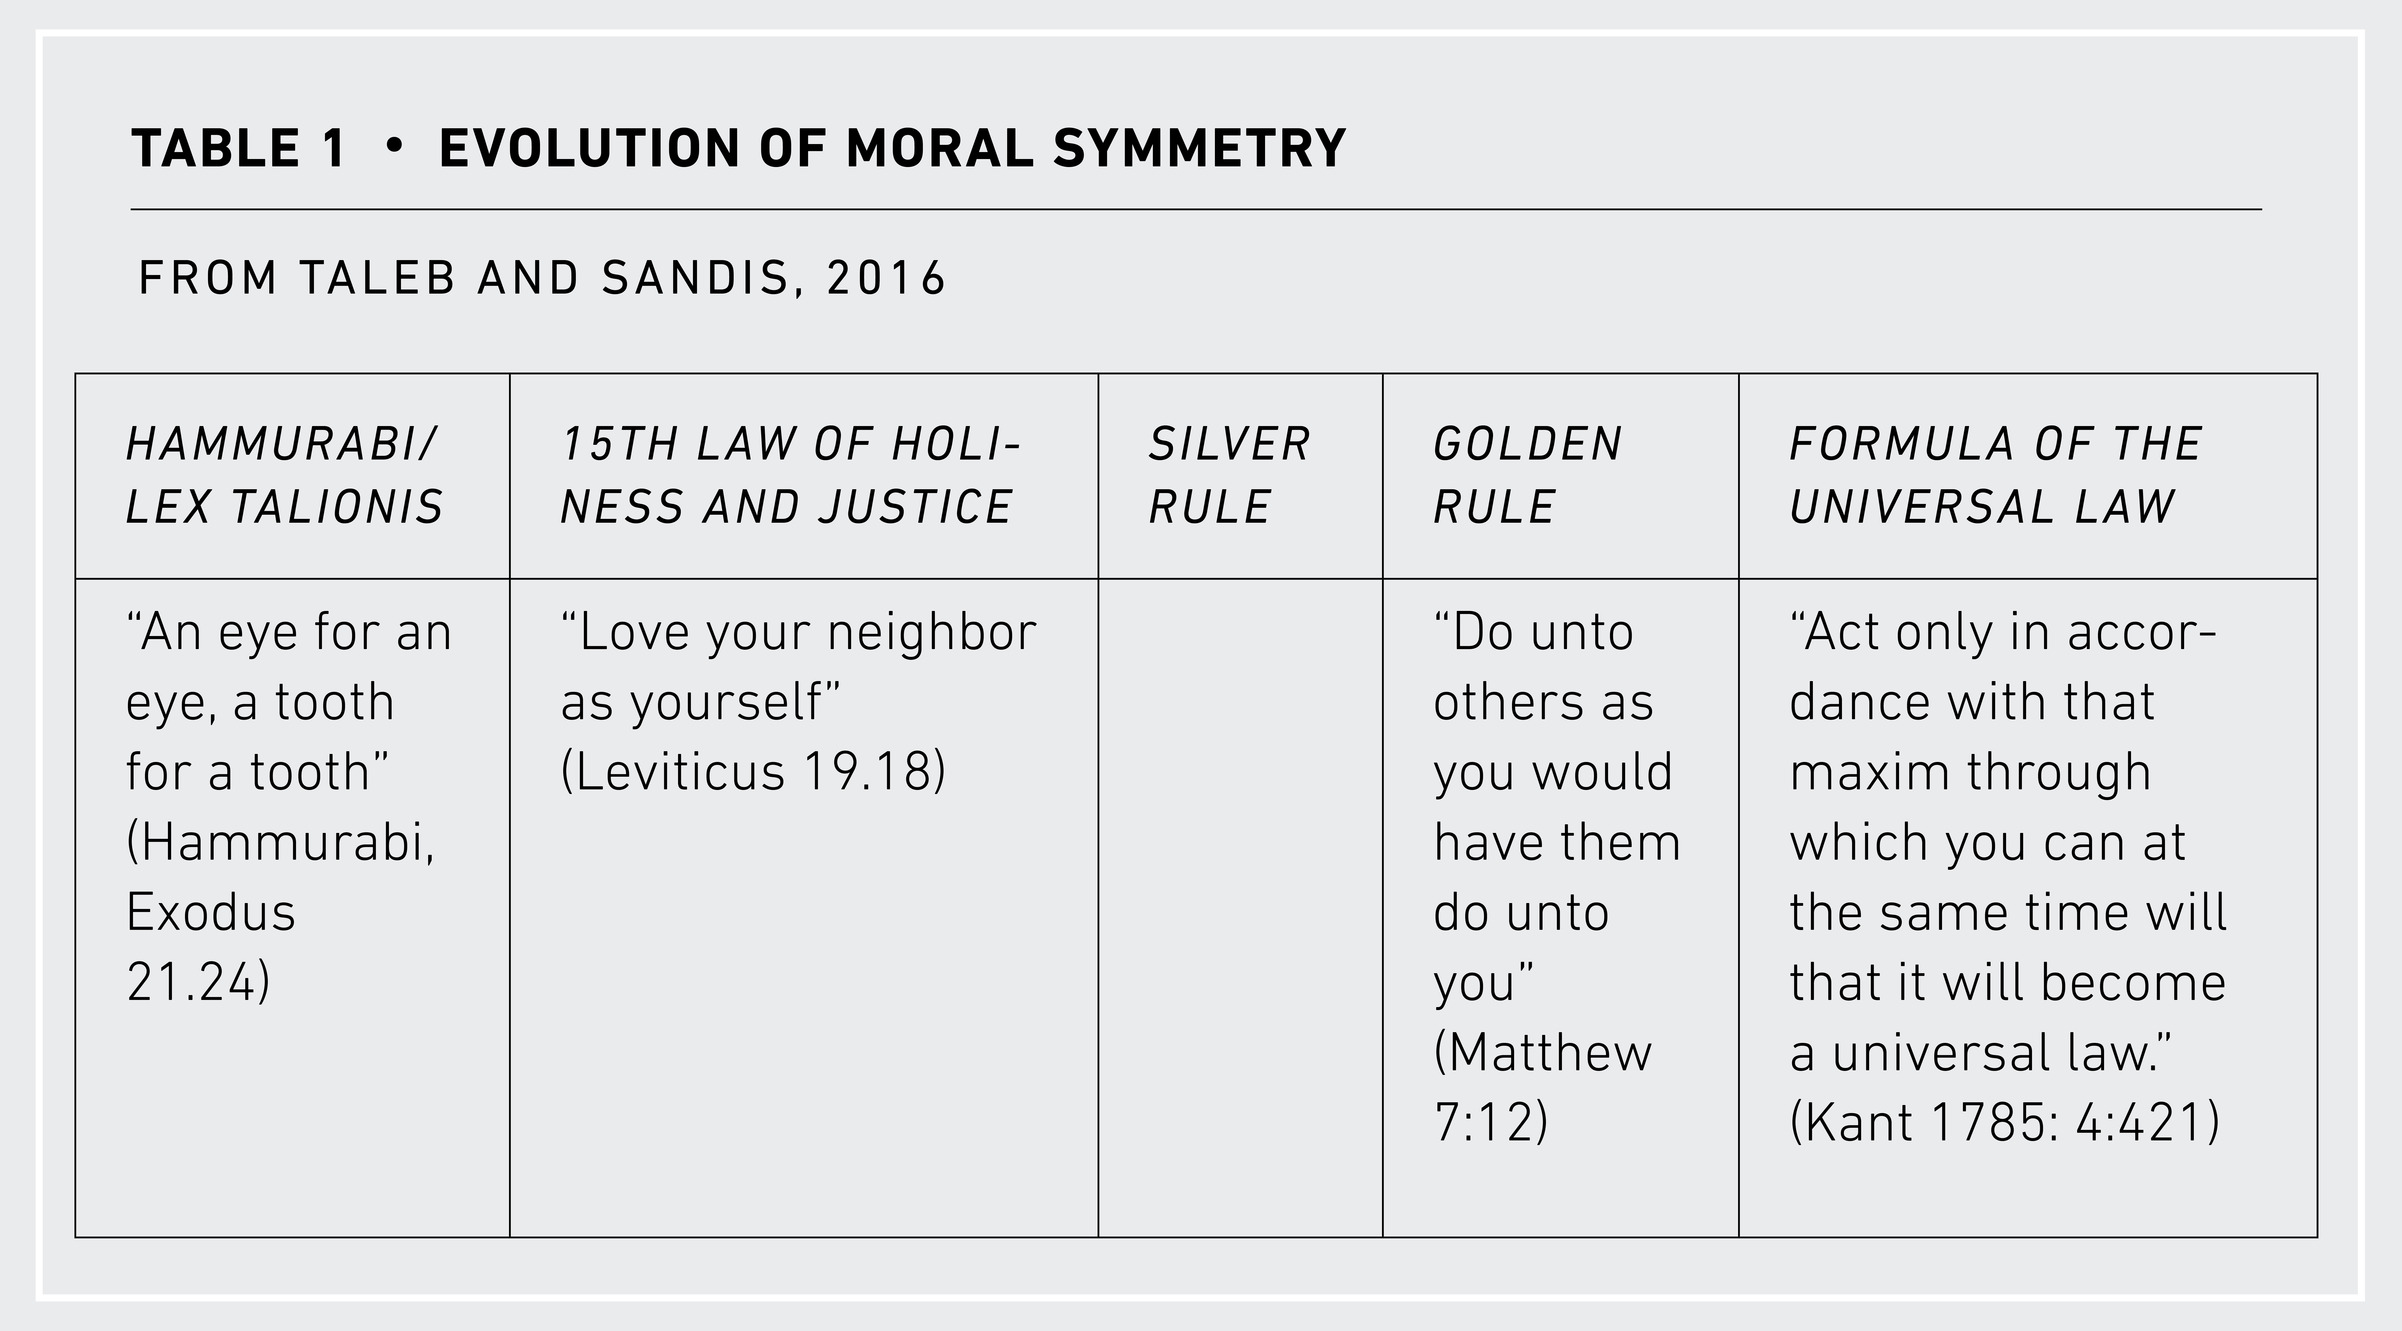 TABLE 1 • EVOLUTION OF MORAL SYMMETRY
FROM TALEB AND SANDIS, 2016
HAMMURABI/
LEX TALIONIS
15TH LAW OF HOLI-
NESS AND JUSTICE
SILVER
RULE
GOLDEN
RULE
FORMULA OF THE
UNIVERSAL LAW
“An eye for an
eye, a tooth
for a tooth”
(Hammurabi,
Exodus
21.24)
“Love your neighbor
as yourself”
(Leviticus 19.18)
“Do unto
others as
you would
have them
do unto
you”
(Matthew
7:12)
“Act only in accor-
dance with that
maxim through
which you can at
the same time will
that it will become
a universal law.”
(Kant 1785: 4:421)